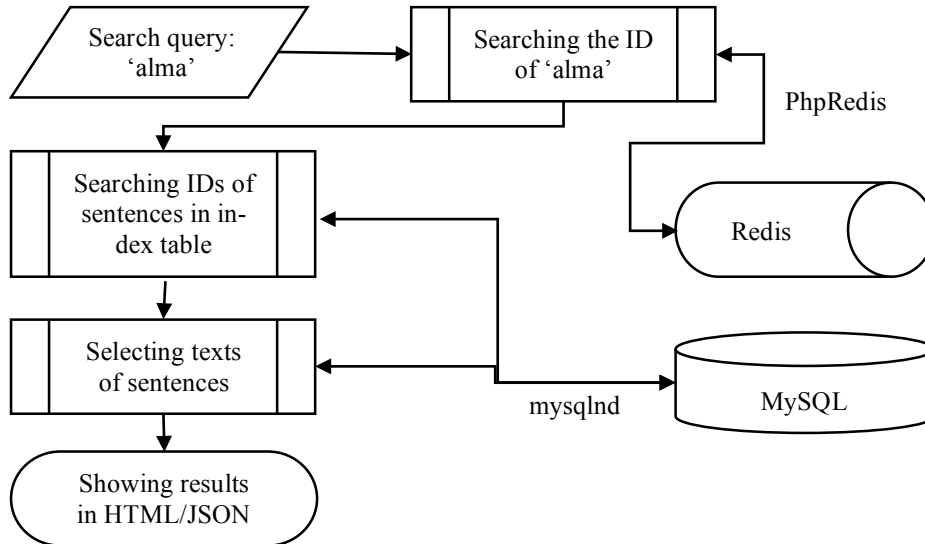 Search query:
‘alma’
Searching the ID
of ‘alma’
PhpRedis
Searching IDs of
sentences in in-
dex table
Redis
Selecting texts
of sentences
mysqlnd
MySQL
Showing results
in HTML/JSON